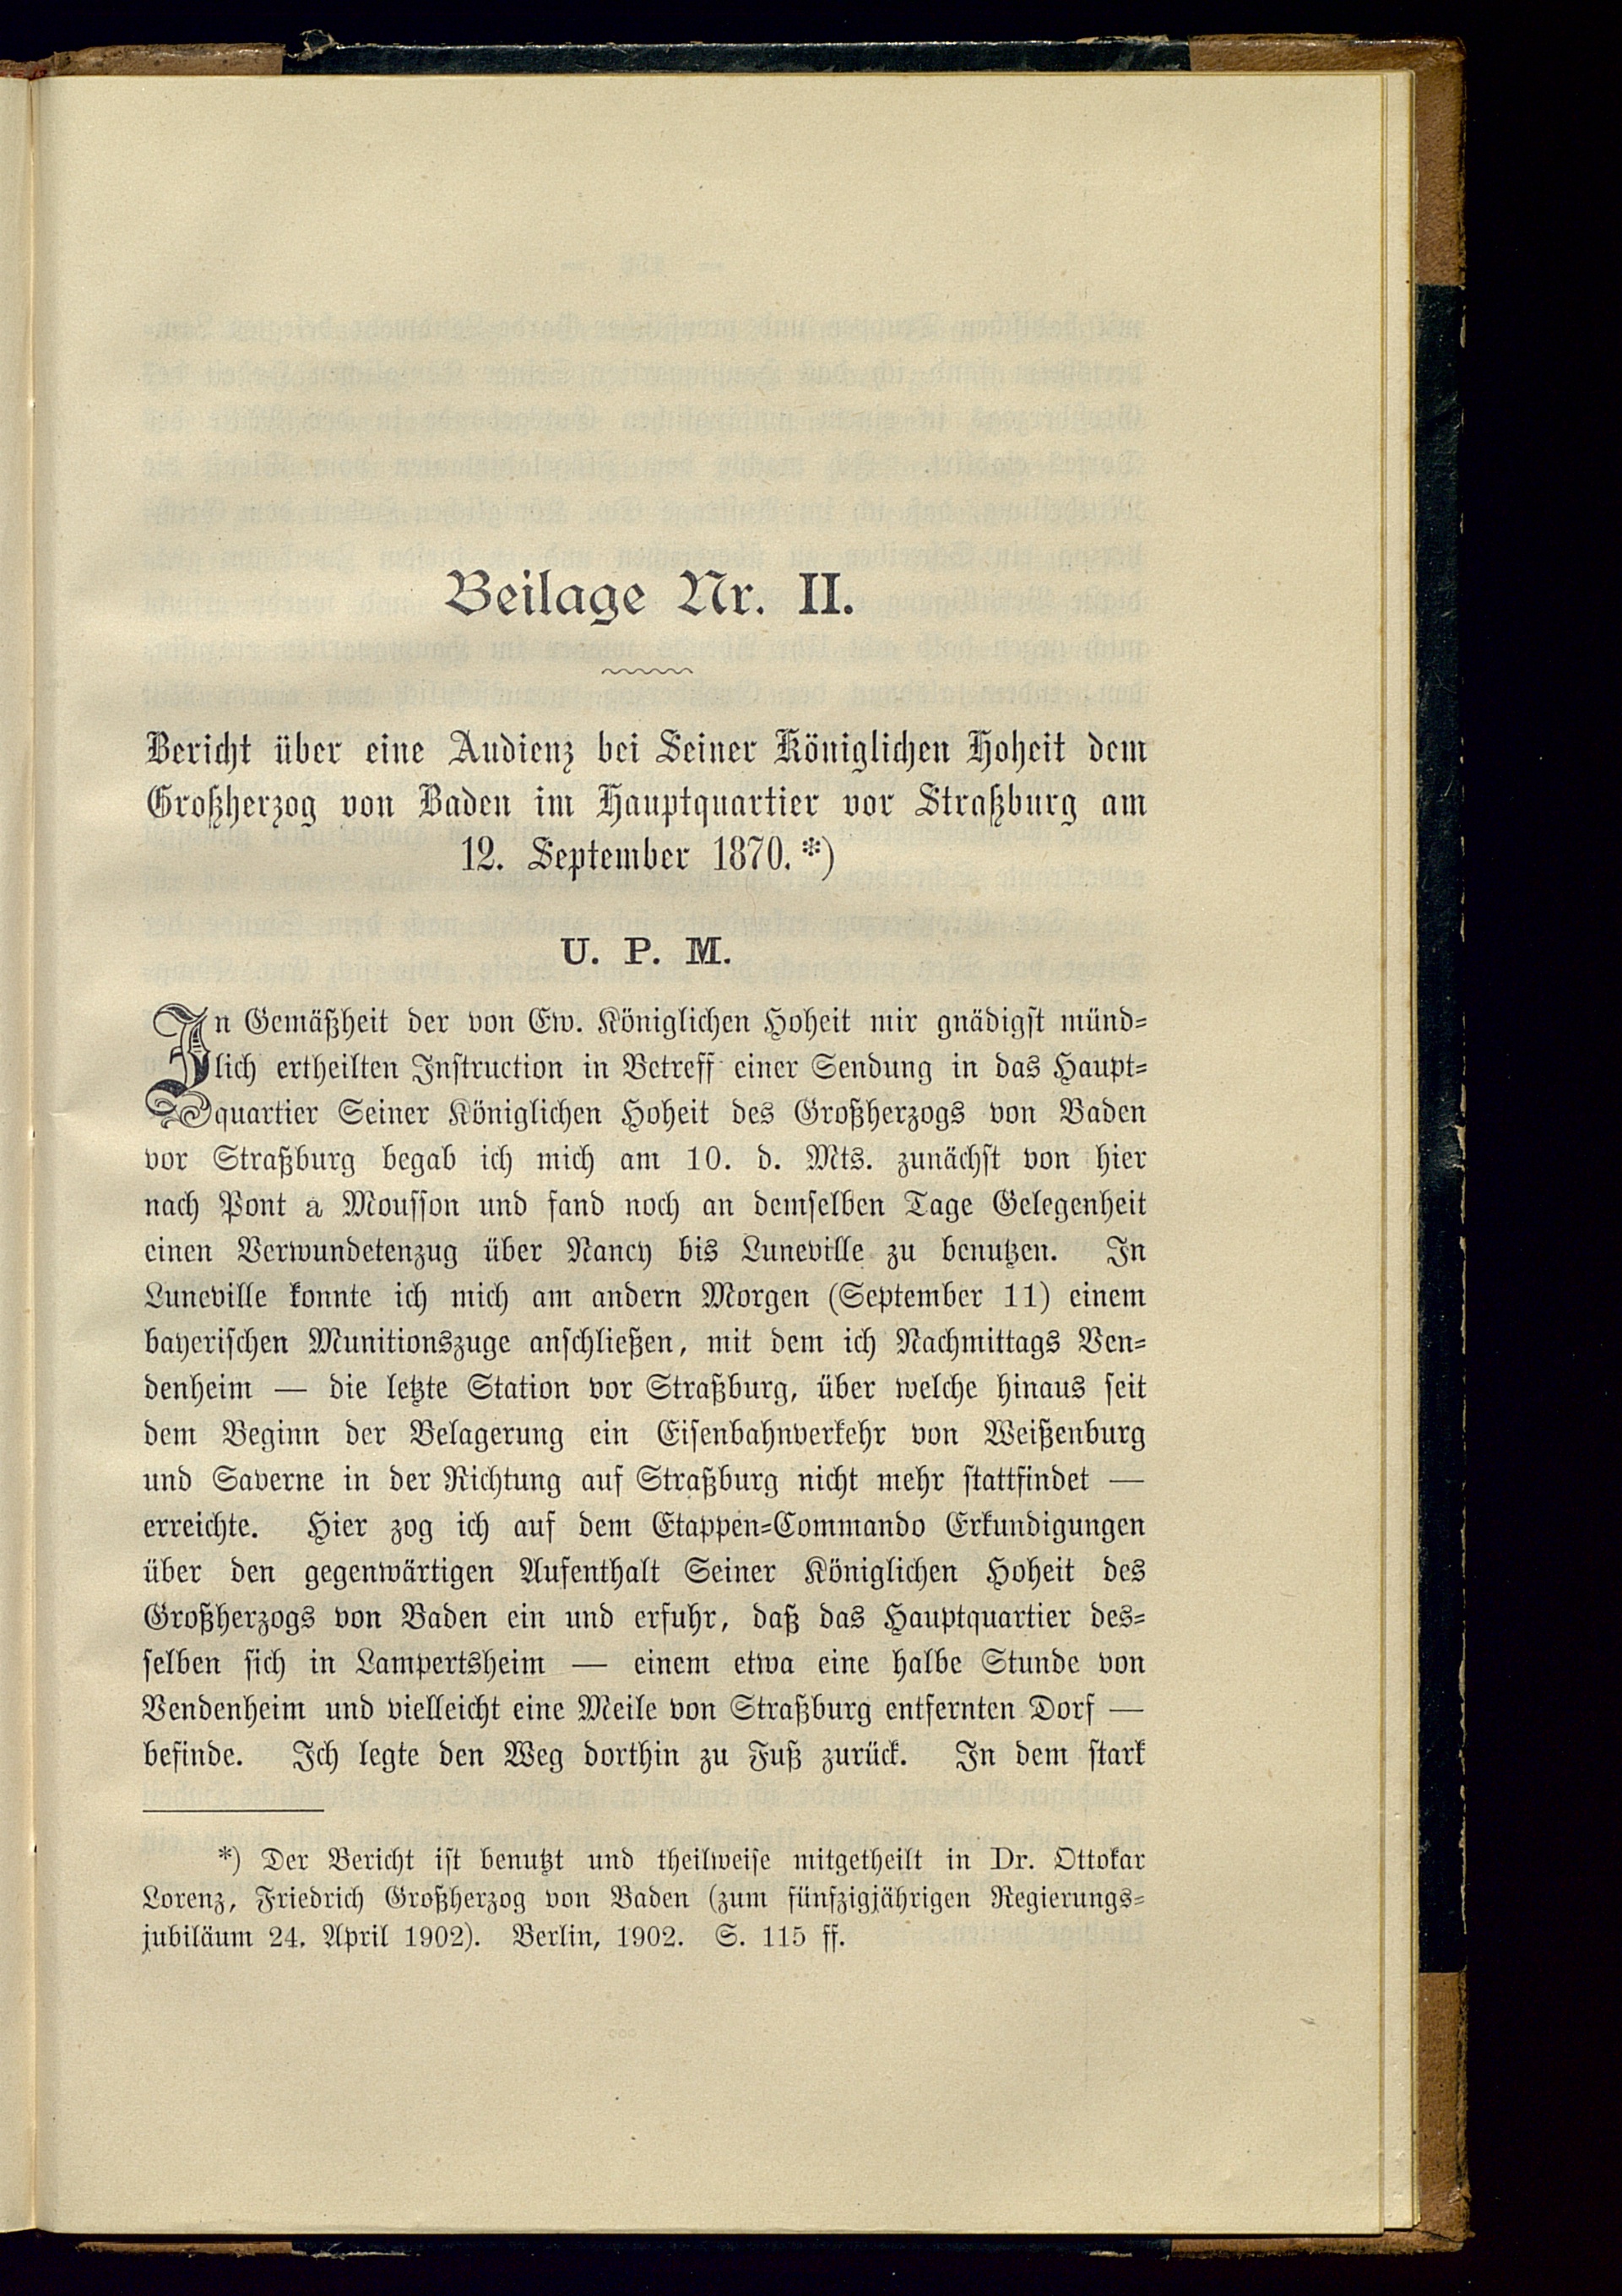 Beilage Nr. II.
Bericht über eine Audienz bei Seiner Königlichen Hoheit dem
Großherzog von Baden im Hauptquartier vor Straßburg am
12. September 1870.*)
U. P. M.
In Gemäßheit der von Ew. Königlichen Hoheit mir gnädigst münd-
lich ertheilten Instruction in Betreff einer Sendung in das Haupt-
quartier Seiner Königlichen Hoheit des Großherzogs von Baden
vor Straßburg begab ich mich am 10. d. Mts. zunächst von hier
nach Pont à Mousson und fand noch an demselben Tage Gelegenheit
einen Verwundetenzug über Nancy bis Luneville zu benutzen. In
Luneville konnte ich mich am andern Morgen (September 11) einem
bayerischen Munitionszuge anschließen, mit dem ich Nachmittags Ven-
denheim — die letzte Station vor Straßburg, über welche hinaus seit
dem Beginn der Belagerung ein Eisenbahnverkehr von Weißenburg
und Saverne in der Richtung auf Straßburg nicht mehr stattfindet —
erreichte. Hier zog ich auf dem Etappen-Commando Erkundigungen
über den gegenwärtigen Aufenthalt Seiner Königlichen Hoheit des
Großherzogs von Baden ein und erfuhr, daß das Hauptquartier des-
selben sich in Lampertsheim — einem etwa eine halbe Stunde von
Vendenheim und vielleicht eine Meile von Straßburg entfernten Dorf —
befinde. Ich legte den Weg dorthin zu Fuß zurück. In dem stark
*) Der Bericht ist benutzt und theilweise mitgetheilt in Dr. Ottokar
Lorenz, Friedrich Großherzog von Baden (zum fünfzigjährigen Regierungs-
jubiläum 24. April 1902). Berlin, 1902. S. 115 ff.